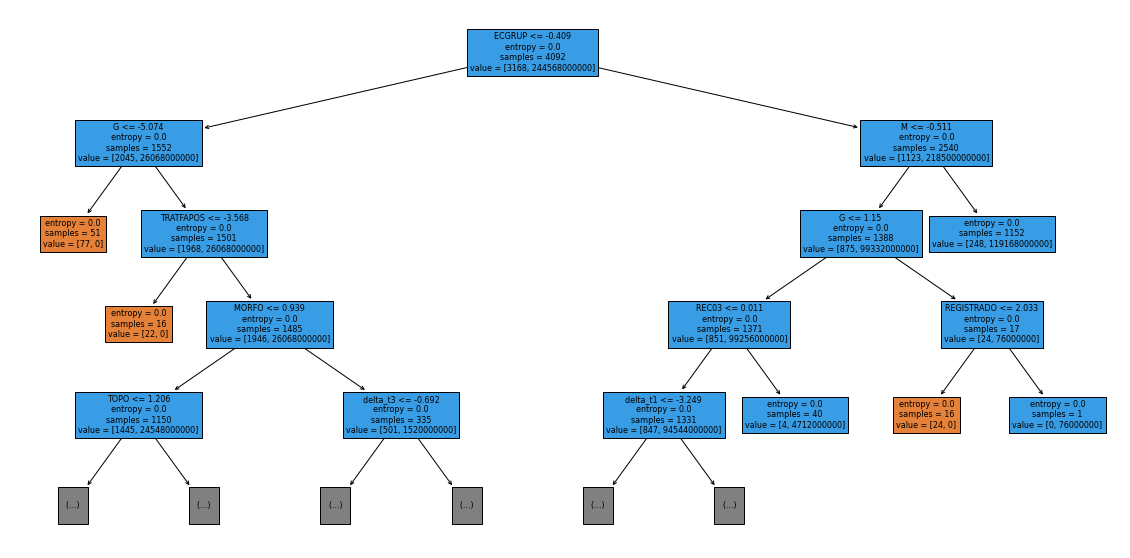 ECGRUP <= -0.409
entropy = 0.0
samples = 4092
value = [3168, 244568000000]
G <= -5.074
entropy = 0.0
samples = 1552
value = [2045, 26068000000]
M <= -0.511
entropy = 0.0
samples = 2540
value = [1123, 218500000000]
entropy = 0.0
samples = 51
value = [77, 0]
TRATFAPOS <= -3.568
entropy = 0.0
samples = 1501
value = [1968, 26068000000]
G <= 1.15
entropy = 0.0
samples = 1388
value = [875, 99332000000]
entropy = 0.0
samples = 1152
value = [248, 119168000000]
entropy = 0.0
samples = 16
value = [22, 0]
MORFO <= 0.939
entropy = 0.0
samples = 1485
value = [1946, 26068000000]
REC03 <= 0.011
entropy = 0.0
samples = 1371
value = [851, 99256000000]
REGISTRADO <= 2.033
entropy = 0.0
samples = 17
value = [24, 76000000]
TOPO <= 1.206
entropy = 0.0
samples = 1150
value = [1445, 24548000000]
delta_t3 <= -0.692
entropy = 0.0
samples = 335
value = [501, 1520000000]
delta_t1 <= -3.249
entropy = 0.0
samples = 1331
value = [847, 94544000000]
entropy = 0.0
samples = 40
value = [4, 4712000000]
entropy = 0.0
samples = 16
value = [24, 0]
entropy = 0.0
samples = 1
value = [0, 76000000]
(...)
(...)
(...)
(...)
(...)
(...)